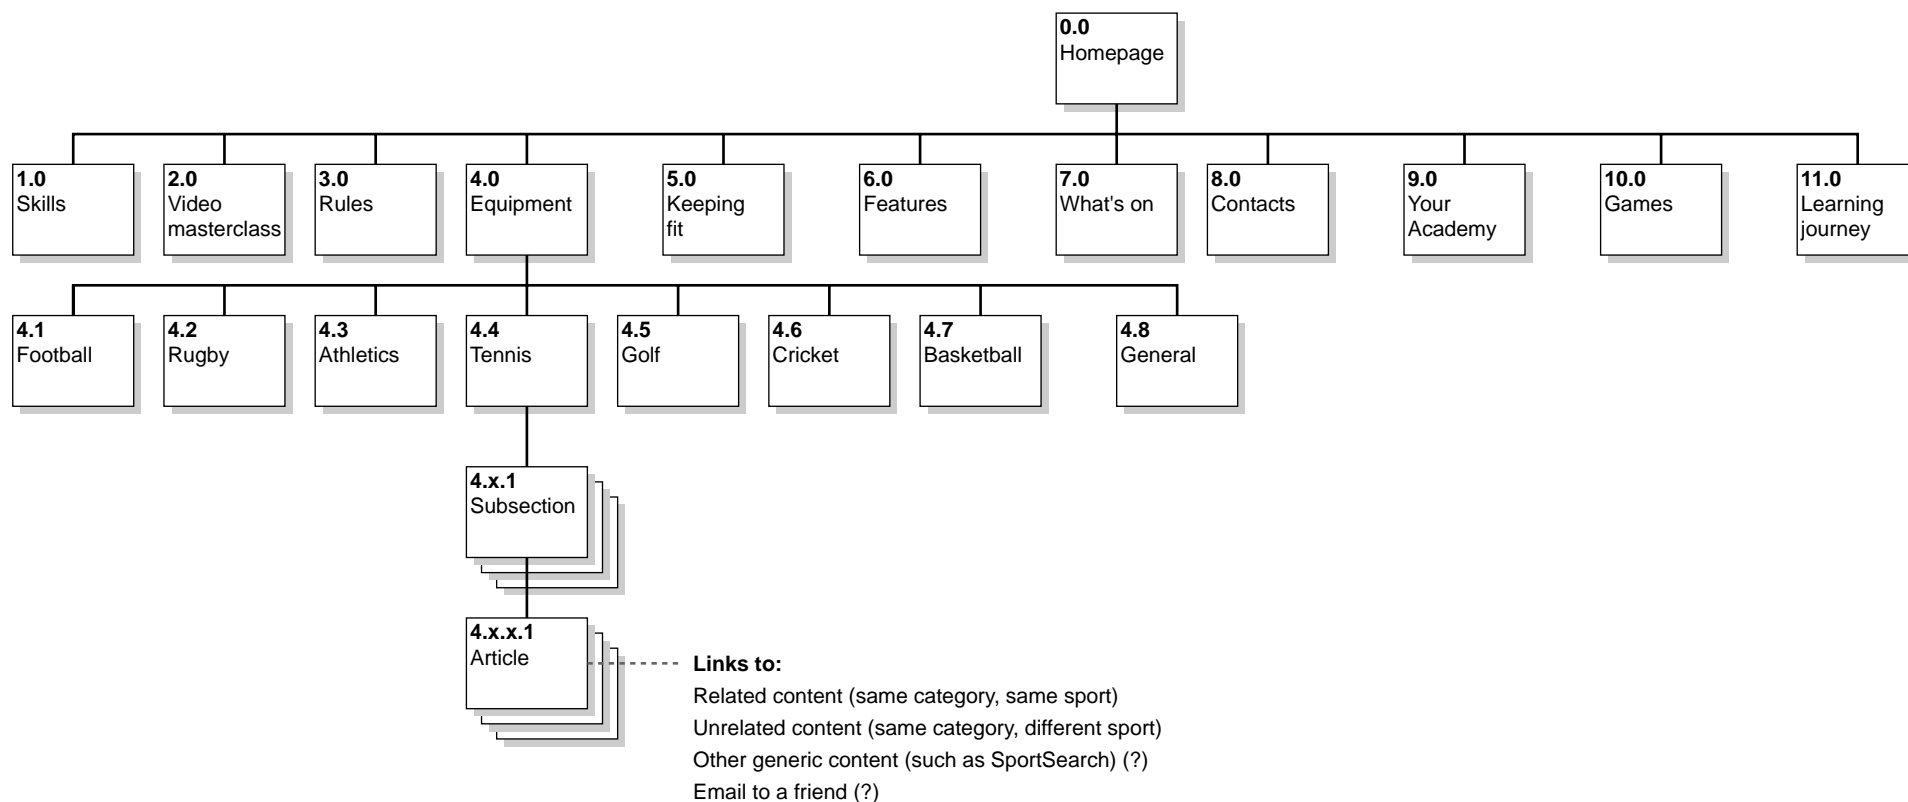 0.0
Homepage
1.0
Skills
2.0
Video
masterclass
3.0
Rules
4.0
Equipment
5.0
Keeping
fit
6.0
Features
7.0
What's on
8.0
Contacts
9.0
Your
Academy
10.0
Games
11.0
Learning
journey
4.1
Football
4.2
Rugby
4.3
Athletics
4.4
Tennis
4.5
Golf
4.6
Cricket
4.7
Basketball
4.8
General
4.x.1
Subsection
4.x.x.1
Article
Links to:
Related content (same category, same sport)
Unrelated content (same category, different sport)
Other generic content (such as SportSearch) (?)
Email to a friend (?)